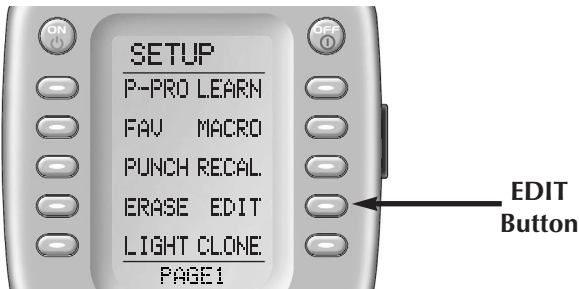 ON OFF
SETUP
P-PRO LEARN
FAV MACRO
PUNCH RECAL
ERASE EDIT
LIGHT CLONE
PAGE1
EDIT
Button